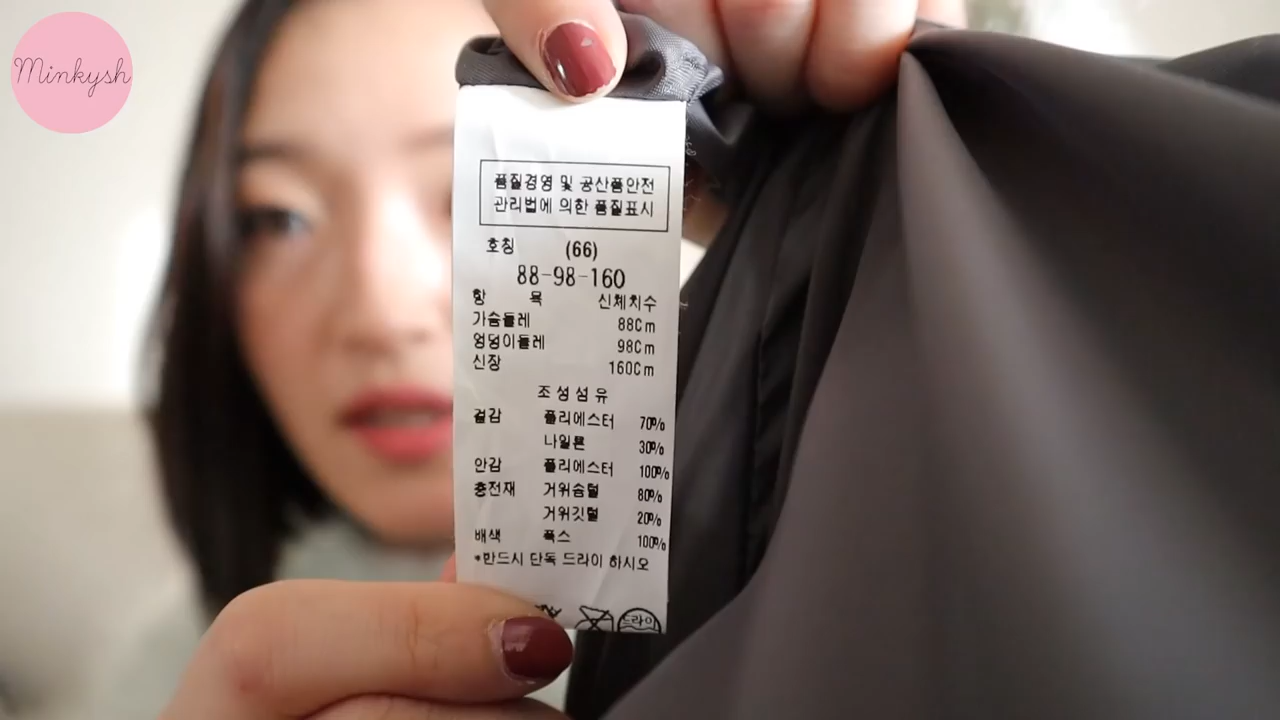 Minkysh
품질경영 및 공산품안전
관리법에 의한 품질표시
호칭 (66)
88-98-160
항 목 신체치수
가슴둘레 88Cm
엉덩이둘레 98Cm
신장 160Cm
조성섬유
겉감 폴리에스터 70%
나일론 30%
안감 폴리에스터 100%
충전재 거위솜털 80%
거위깃털 20%
배색 폭스 100%
*반드시 단독 드라이 하시오
드라이